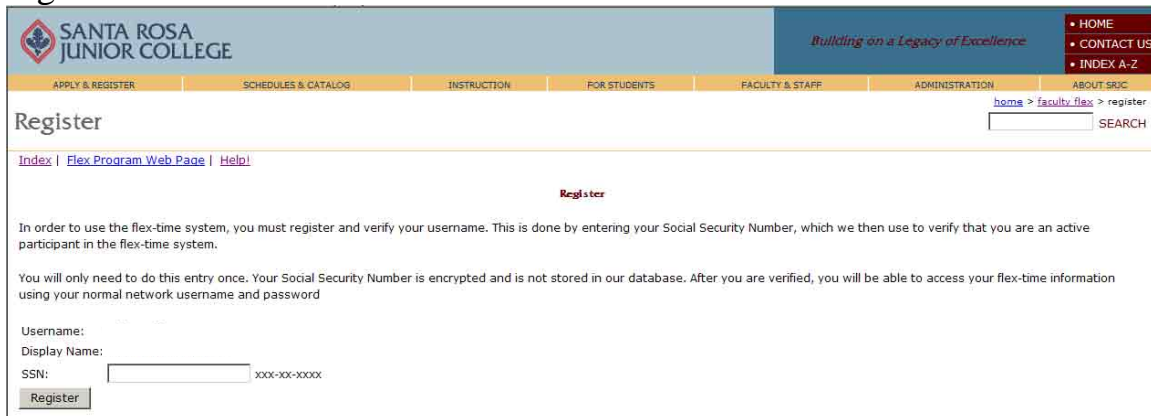 SANTA ROSA
JUNIOR COLLEGE
Building on a Legacy of Excellence
• HOME
• CONTACT US
• INDEX A-Z
APPLY & REGISTER SCHEDULES & CATALOG INSTRUCTION FOR STUDENTS FACULTY & STAFF ADMINISTRATION ABOUT SRJC
home > faculty flex > register
Register
SEARCH
Index | Flex Program Web Page | Help!
Register
In order to use the flex-time system, you must register and verify your username. This is done by entering your Social Security Number, which we then use to verify that you are an active
participant in the flex-time system.
You will only need to do this entry once. Your Social Security Number is encrypted and is not stored in our database. After you are verified, you will be able to access your flex-time information
using your normal network username and password
Username:
Display Name:
SSN: xxx-xx-xxxx
Register